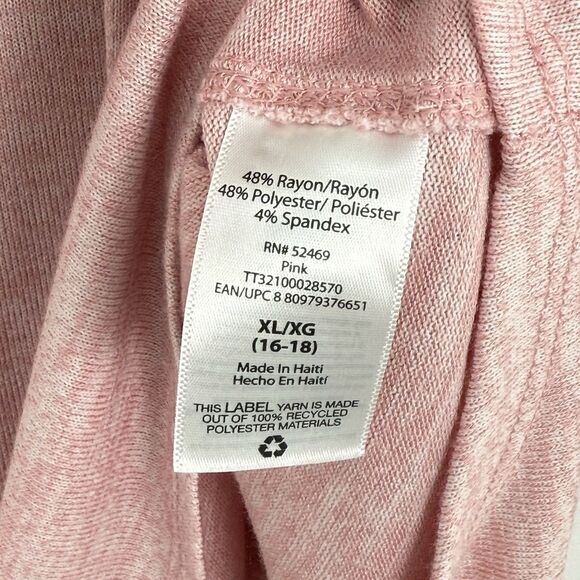 48% Rayon/Rayón
48% Polyester/ Poliéster
4% Spandex
RN# 52469
Pink
TT32100028570
EAN/UPC 8 80979376651
XL/XG
(16-18)
Made In Haiti
Hecho En Haití
THIS LABEL YARN IS MADE
OUT OF 100% RECYCLED
POLYESTER MATERIALS